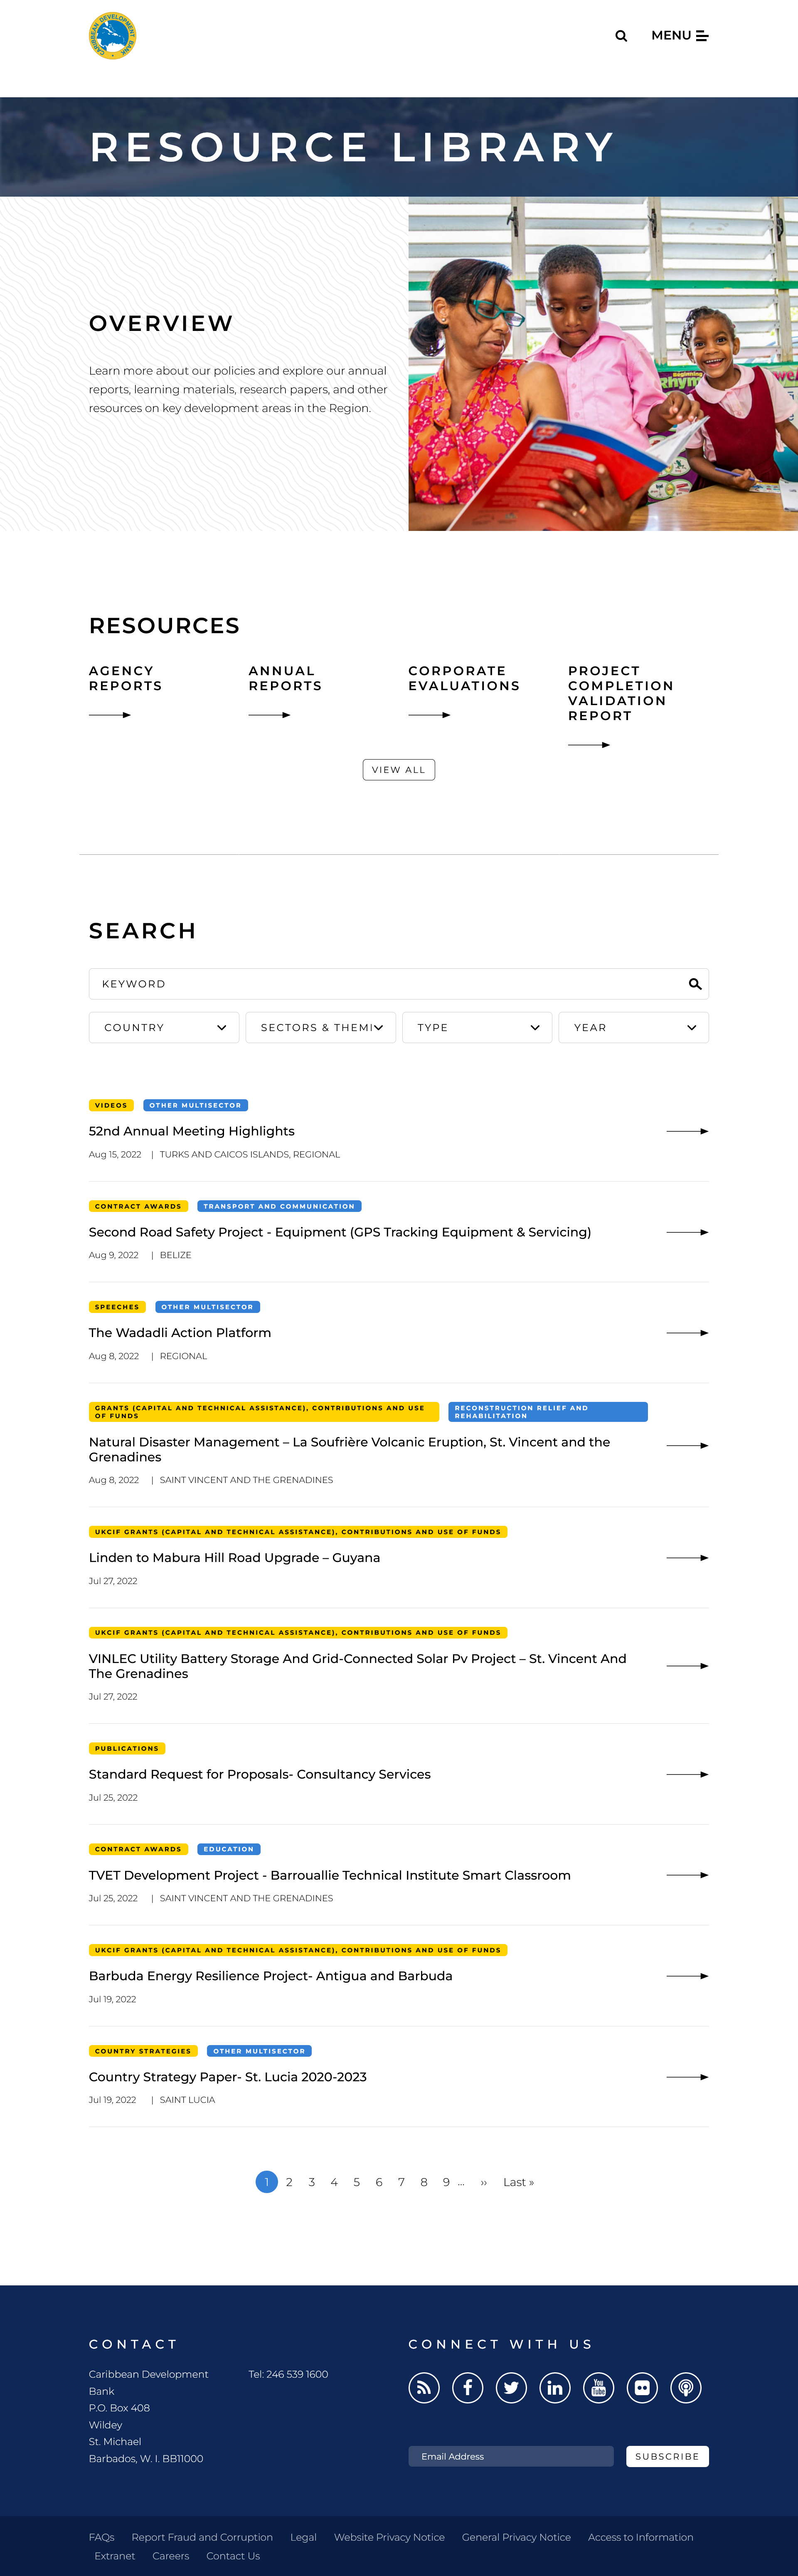 CARIBBEAN DEVELOPMENT BANK
MENU
RESOURCE LIBRARY
OVERVIEW
Learn more about our policies and explore our annual
reports, learning materials, research papers, and other
resources on key development areas in the Region.
Beginning
Rhym
RESOURCES
AGENCY
REPORTS
ANNUAL
REPORTS
CORPORATE
EVALUATIONS
PROJECT
COMPLETION
VALIDATION
REPORT
VIEW ALL
SEARCH
KEYWORD
COUNTRY
SECTORS & THEMI
TYPE
YEAR
VIDEOS OTHER MULTISECTOR
52nd Annual Meeting Highlights
Aug 15, 2022 | TURKS AND CAICOS ISLANDS, REGIONAL
CONTRACT AWARDS TRANSPORT AND COMMUNICATION
Second Road Safety Project - Equipment (GPS Tracking Equipment & Servicing)
Aug 9, 2022 | BELIZE
SPEECHES OTHER MULTISECTOR
The Wadadli Action Platform
Aug 8, 2022 | REGIONAL
GRANTS (CAPITAL AND TECHNICAL ASSISTANCE), CONTRIBUTIONS AND USE
OF FUNDS
RECONSTRUCTION RELIEF AND
REHABILITATION
Natural Disaster Management – La Soufrière Volcanic Eruption, St. Vincent and the
Grenadines
Aug 8, 2022 | SAINT VINCENT AND THE GRENADINES
UKCIF GRANTS (CAPITAL AND TECHNICAL ASSISTANCE), CONTRIBUTIONS AND USE OF FUNDS
Linden to Mabura Hill Road Upgrade – Guyana
Jul 27, 2022
UKCIF GRANTS (CAPITAL AND TECHNICAL ASSISTANCE), CONTRIBUTIONS AND USE OF FUNDS
VINLEC Utility Battery Storage And Grid-Connected Solar Pv Project – St. Vincent And
The Grenadines
Jul 27, 2022
PUBLICATIONS
Standard Request for Proposals- Consultancy Services
Jul 25, 2022
CONTRACT AWARDS EDUCATION
TVET Development Project - Barrouallie Technical Institute Smart Classroom
Jul 25, 2022 | SAINT VINCENT AND THE GRENADINES
UKCIF GRANTS (CAPITAL AND TECHNICAL ASSISTANCE), CONTRIBUTIONS AND USE OF FUNDS
Barbuda Energy Resilience Project- Antigua and Barbuda
Jul 19, 2022
COUNTRY STRATEGIES OTHER MULTISECTOR
Country Strategy Paper- St. Lucia 2020-2023
Jul 19, 2022 | SAINT LUCIA
1 2 3 4 5 6 7 8 9 … ›› Last »
CONTACT
Caribbean Development
Bank
P.O. Box 408
Wildey
St. Michael
Barbados, W. I. BB11000
Tel: 246 539 1600
CONNECT WITH US
You
Tube
Email Address
SUBSCRIBE
FAQs Report Fraud and Corruption Legal Website Privacy Notice General Privacy Notice Access to Information
Extranet Careers Contact Us